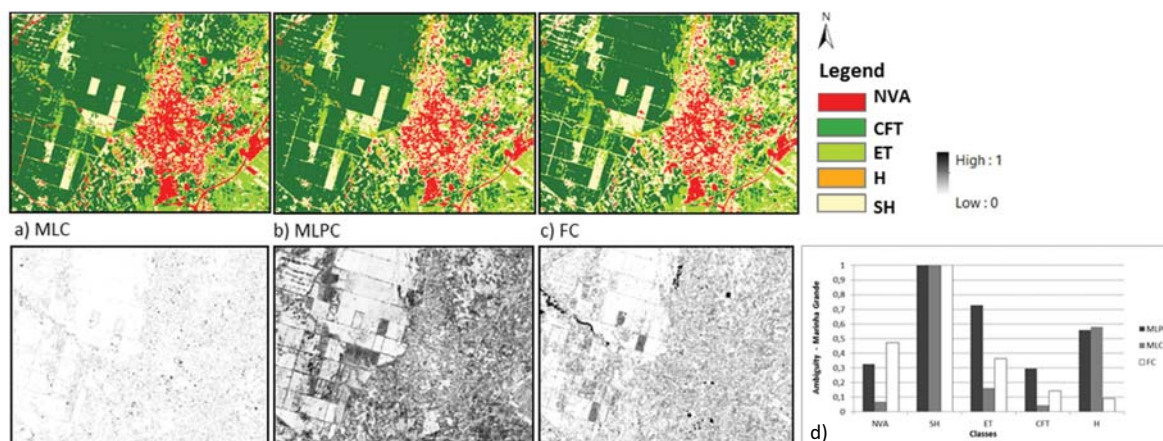 N
Legend
NVA
CFT
ET
H
SH
High : 1
Low : 0
a) MLC
b) MLPC
c) FC
Ambiguity - Marinha Grande
1
0,9
0,8
0,7
0,6
0,5
0,4
0,3
0,2
0,1
0
NVA
SH
ET
CFT
H
Classes
MLP
MLC
FC
d)